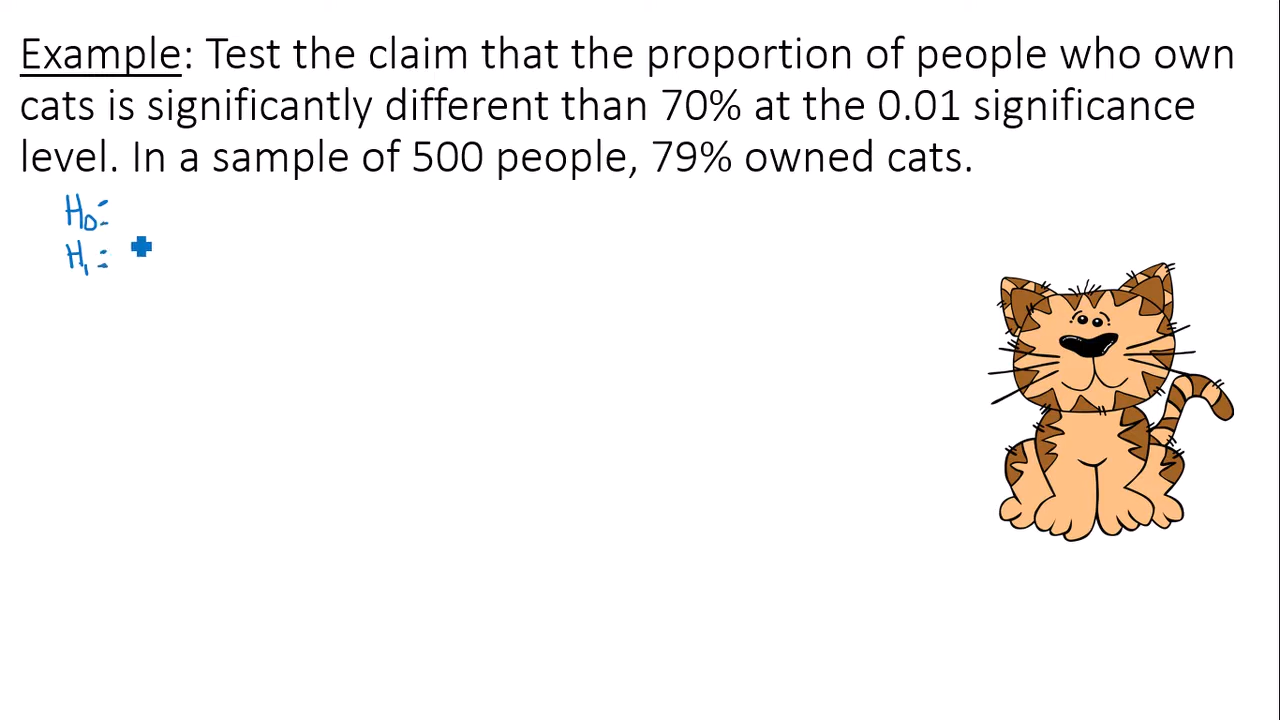 Example: Test the claim that the proportion of people who own
cats is significantly different than 70% at the 0.01 significance
level. In a sample of 500 people, 79% owned cats.
H₀:
H₁: